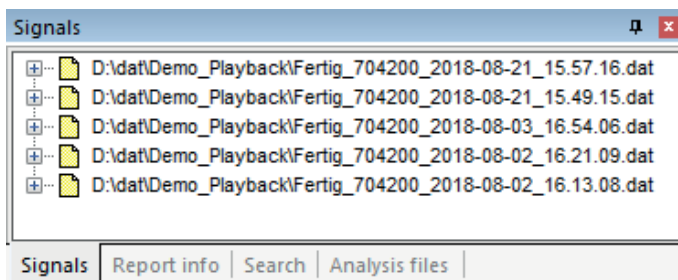 Signals
D:\dat\Demo_Playback\Fertig_704200_2018-08-21_15.57.16.dat
D:\dat\Demo_Playback\Fertig_704200_2018-08-21_15.49.15.dat
D:\dat\Demo_Playback\Fertig_704200_2018-08-03_16.54.06.dat
D:\dat\Demo_Playback\Fertig_704200_2018-08-02_16.21.09.dat
D:\dat\Demo_Playback\Fertig_704200_2018-08-02_16.13.08.dat
Signals Report info Search Analysis files